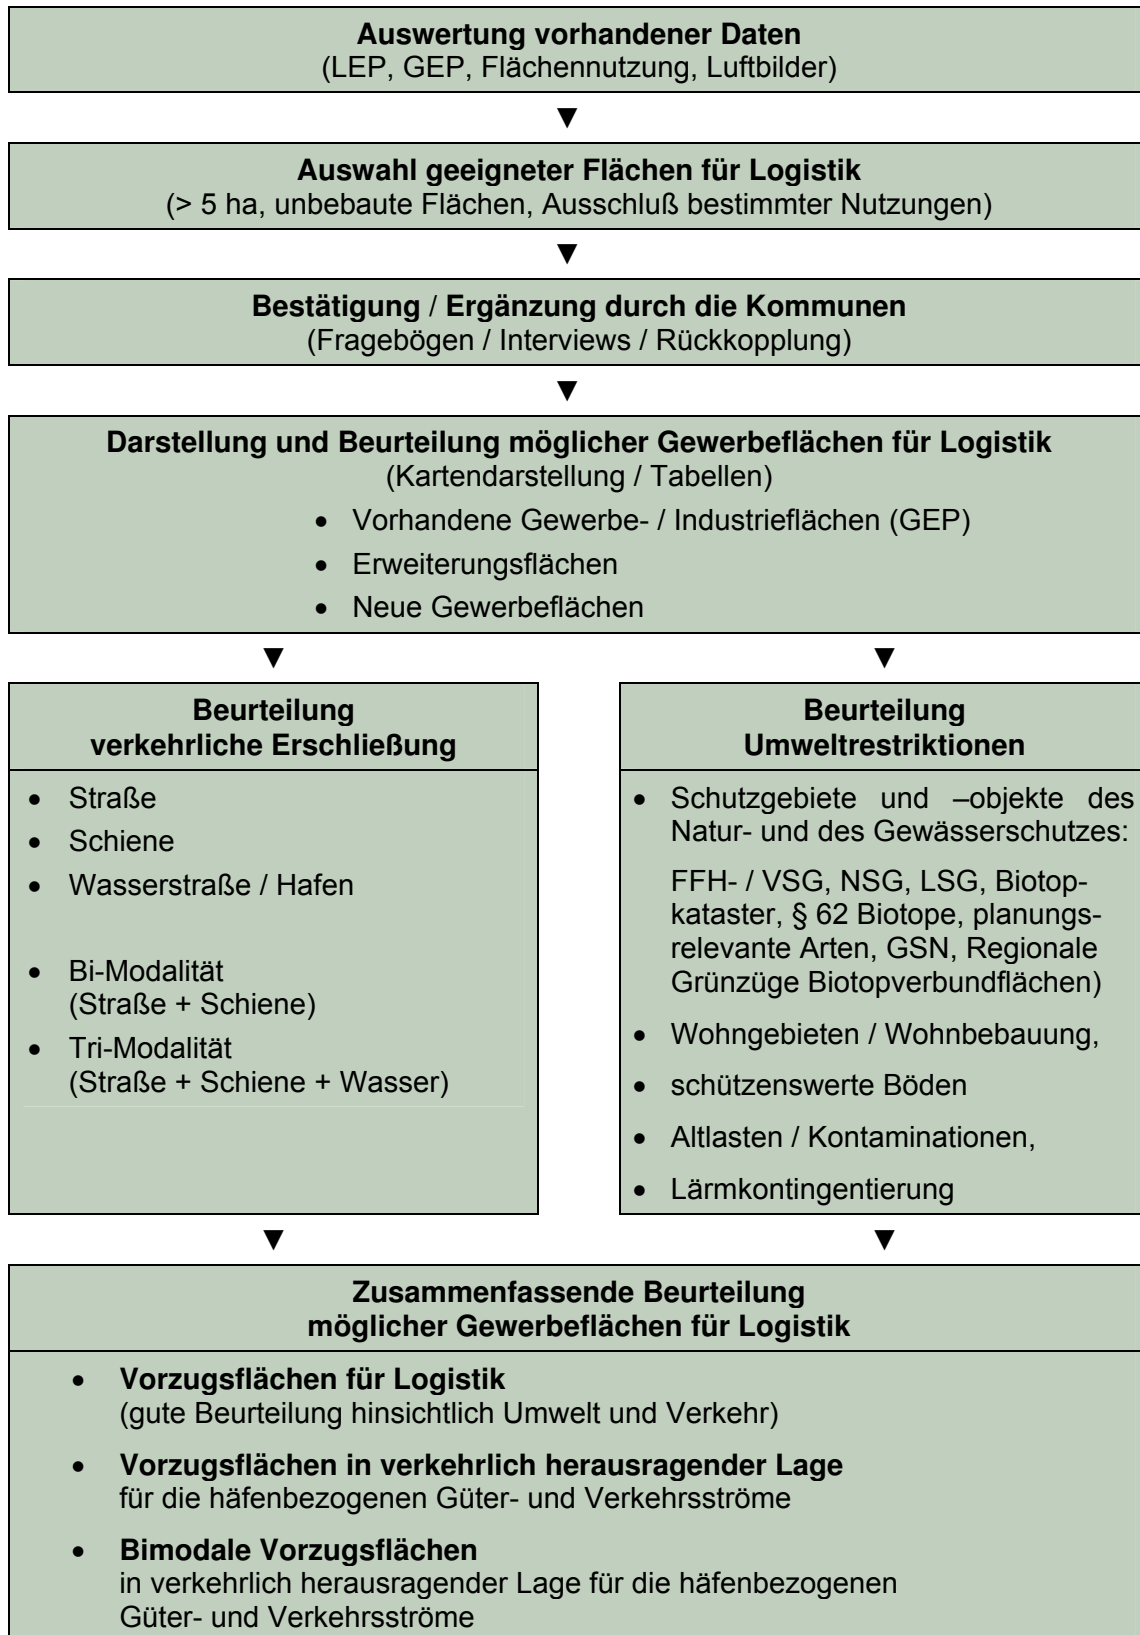 Auswertung vorhandener Daten
(LEP, GEP, Flächennutzung, Luftbilder)
▼
Auswahl geeigneter Flächen für Logistik
(> 5 ha, unbebaute Flächen, Ausschluß bestimmter Nutzungen)
▼
Bestätigung / Ergänzung durch die Kommunen
(Fragebögen / Interviews / Rückkopplung)
▼
Darstellung und Beurteilung möglicher Gewerbeflächen für Logistik
(Kartendarstellung / Tabellen)
• Vorhandene Gewerbe- / Industrieflächen (GEP)
• Erweiterungsflächen
• Neue Gewerbeflächen
▼ ▼
Beurteilung
verkehrliche Erschließung
• Straße
• Schiene
• Wasserstraße / Hafen
• Bi-Modalität
(Straße + Schiene)
• Tri-Modalität
(Straße + Schiene + Wasser)
Beurteilung
Umweltrestriktionen
• Schutzgebiete und –objekte des
Natur- und des Gewässerschutzes:
FFH- / VSG, NSG, LSG, Biotop-
kataster, § 62 Biotope, planungs-
relevante Arten, GSN, Regionale
Grünzüge Biotopverbundflächen)
• Wohngebieten / Wohnbebauung,
• schützenswerte Böden
• Altlasten / Kontaminationen,
• Lärmkontingentierung
▼ ▼
Zusammenfassende Beurteilung
möglicher Gewerbeflächen für Logistik
• Vorzugsflächen für Logistik
(gute Beurteilung hinsichtlich Umwelt und Verkehr)
• Vorzugsflächen in verkehrlich herausragender Lage
für die häfenbezogenen Güter- und Verkehrsströme
• Bimodale Vorzugsflächen
in verkehrlich herausragender Lage für die häfenbezogenen
Güter- und Verkehrsströme